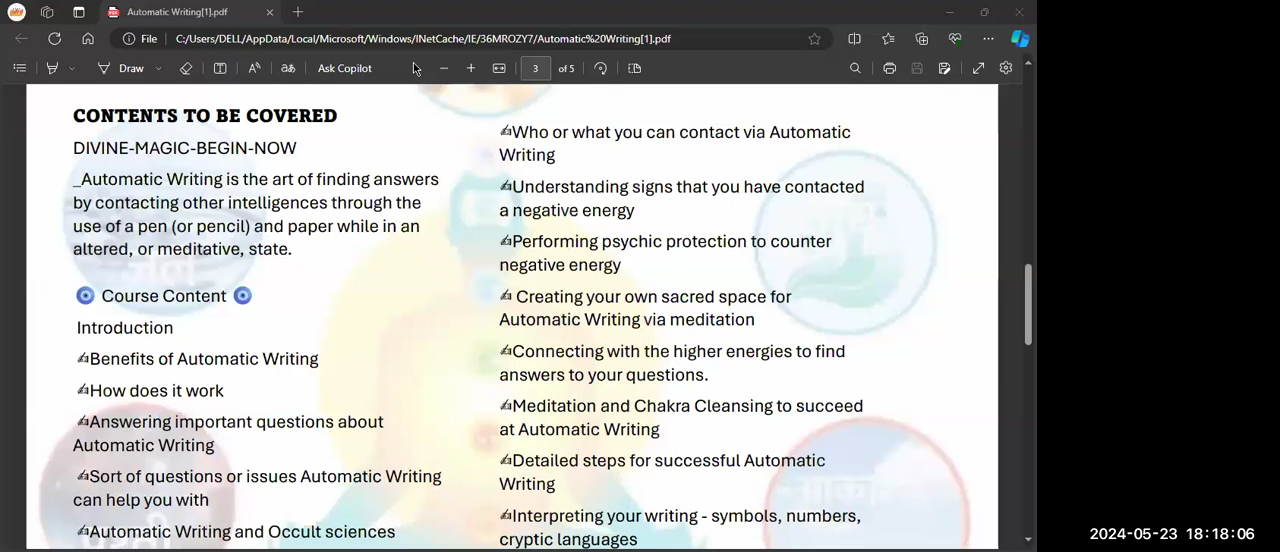 Automatic Writing[1].pdf
File
C:/Users/DELL/AppData/Local/Microsoft/Windows/INetCache/IE/36MROZY7/Automatic%20Writing[1].pdf
Draw
Ask Copilot
3
of 5
CONTENTS TO BE COVERED
DIVINE-MAGIC-BEGIN-NOW
_Automatic Writing is the art of finding answers
by contacting other intelligences through the
use of a pen (or pencil) and paper while in an
altered, or meditative, state.
🧿 Course Content 🧿
Introduction
✍Benefits of Automatic Writing
✍How does it work
✍Answering important questions about
Automatic Writing
✍Sort of questions or issues Automatic Writing
can help you with
✍Automatic Writing and Occult sciences
✍Who or what you can contact via Automatic
Writing
✍Understanding signs that you have contacted
a negative energy
✍Performing psychic protection to counter
negative energy
✍ Creating your own sacred space for
Automatic Writing via meditation
✍Connecting with the higher energies to find
answers to your questions.
✍Meditation and Chakra Cleansing to succeed
at Automatic Writing
✍Detailed steps for successful Automatic
Writing
✍Interpreting your writing - symbols, numbers,
cryptic languages
2024-05-23 18:18:06